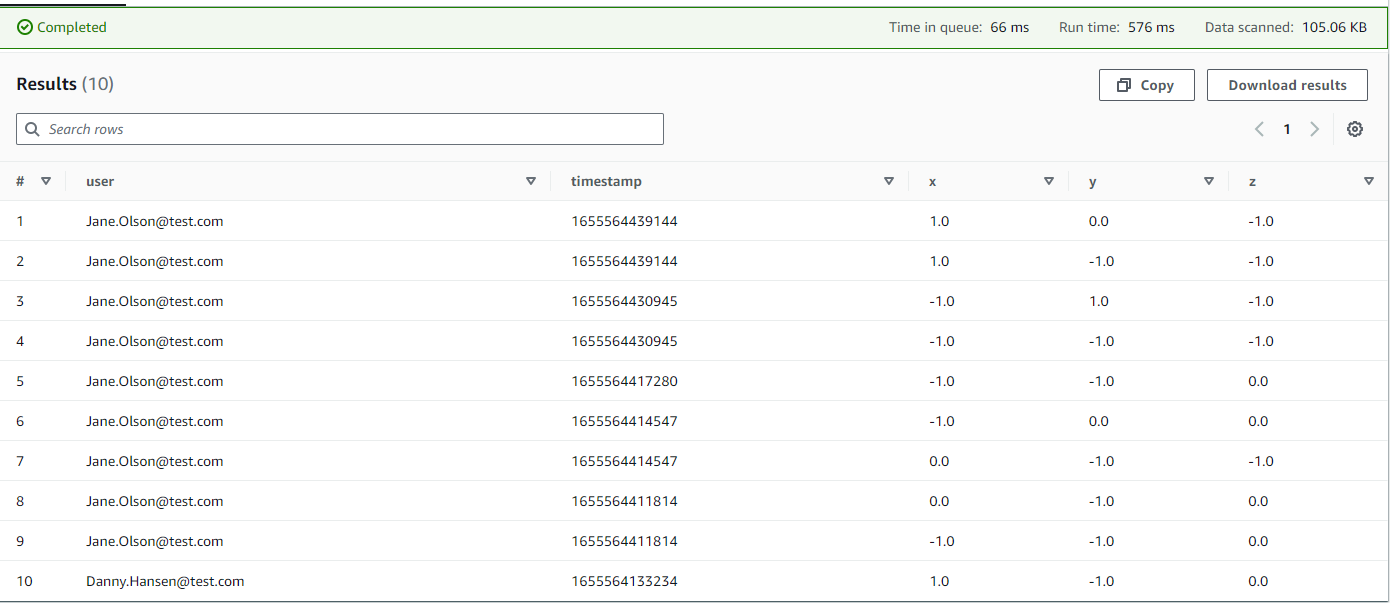 Completed Time in queue: 66 ms Run time: 576 ms Data scanned: 105.06 KB
Results (10) Copy Download results
Search rows 1
# user timestamp x y z
1 Jane.Olson@test.com 1655564439144 1.0 0.0 -1.0
2 Jane.Olson@test.com 1655564439144 1.0 -1.0 -1.0
3 Jane.Olson@test.com 1655564430945 -1.0 1.0 -1.0
4 Jane.Olson@test.com 1655564430945 -1.0 -1.0 -1.0
5 Jane.Olson@test.com 1655564417280 -1.0 -1.0 0.0
6 Jane.Olson@test.com 1655564414547 -1.0 0.0 0.0
7 Jane.Olson@test.com 1655564414547 0.0 -1.0 -1.0
8 Jane.Olson@test.com 1655564411814 0.0 -1.0 0.0
9 Jane.Olson@test.com 1655564411814 -1.0 -1.0 0.0
10 Danny.Hansen@test.com 1655564133234 1.0 -1.0 0.0